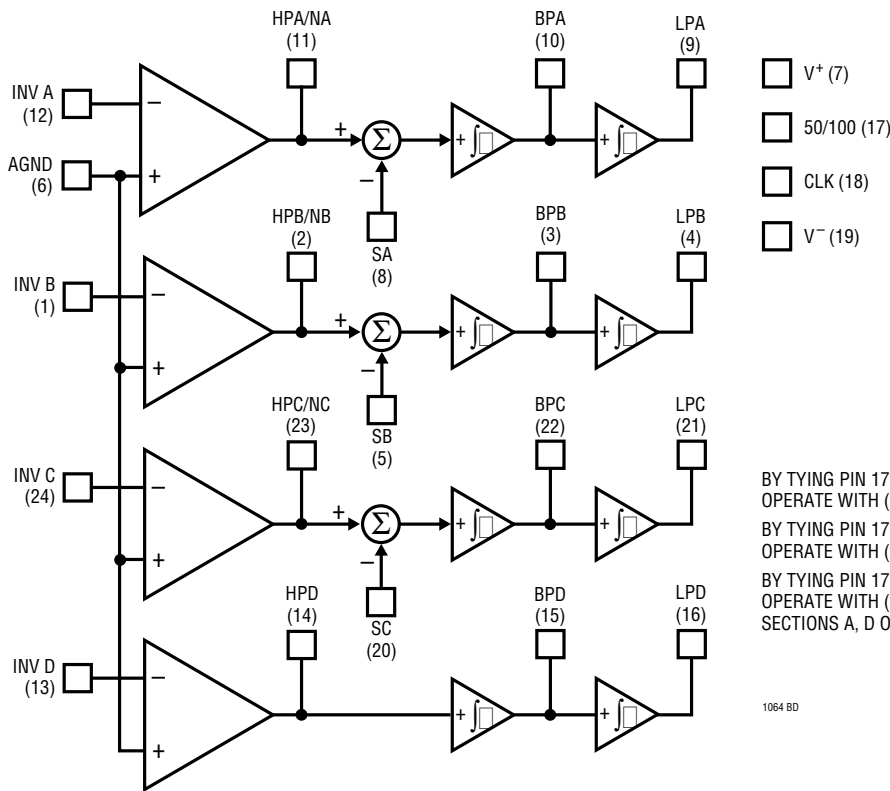 HPA/NA
(11)
BPA
(10)
LPA
(9)
V+ (7)
INV A
(12)
−
+
Σ
+ ∫
+ ∫
50/100 (17)
AGND
(6)
+
−
CLK (18)
HPB/NB
(2)
SA
(8)
BPB
(3)
LPB
(4)
V− (19)
INV B
(1)
−
+
Σ
+ ∫
+ ∫
+
−
HPC/NC
(23)
SB
(5)
BPC
(22)
LPC
(21)
INV C
(24)
−
+
Σ
+ ∫
+ ∫
+
−
HPD
(14)
SC
(20)
BPD
(15)
LPD
(16)
INV D
(13)
−
+ ∫
+ ∫
+
BY TYING PIN 17
OPERATE WITH (
BY TYING PIN 17
OPERATE WITH (
BY TYING PIN 17
OPERATE WITH (
SECTIONS A, D O
1064 BD